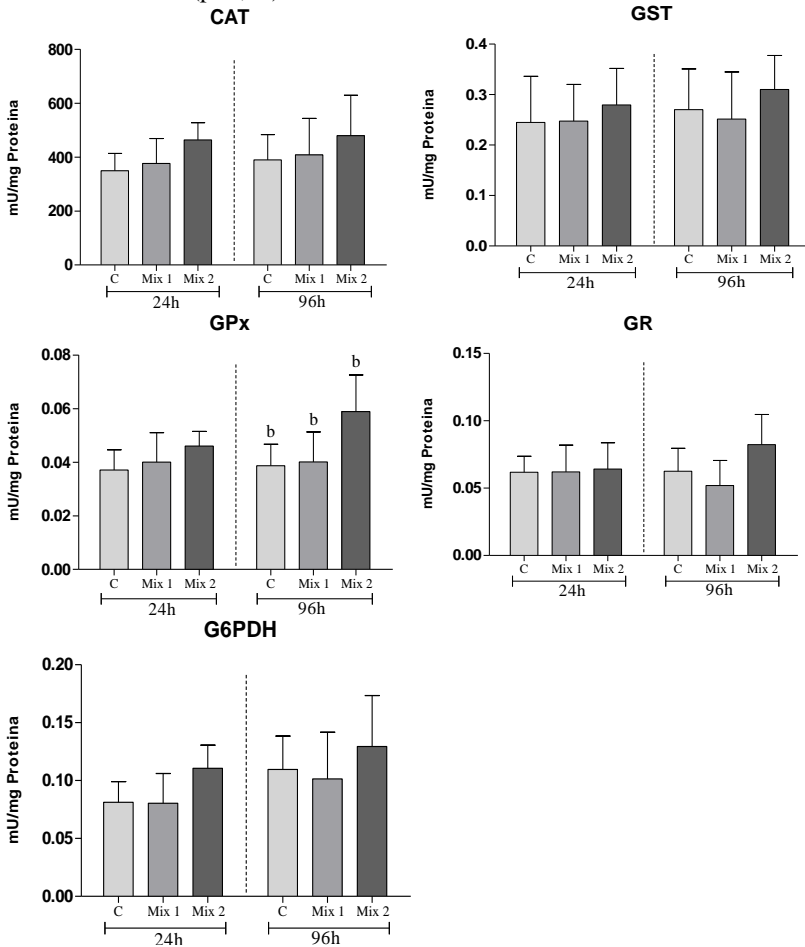 CAT
mU/mg Proteina
800
600
400
200
0
C Mix 1 Mix 2 C Mix 1 Mix 2
24h 96h
GST
mU/mg Proteina
0.4
0.3
0.2
0.1
0.0
C Mix 1 Mix 2 C Mix 1 Mix 2
24h 96h
GPx
mU/mg Proteina
0.08
0.06
0.04
0.02
0.00
b b b
C Mix 1 Mix 2 C Mix 1 Mix 2
24h 96h
GR
mU/mg Proteina
0.15
0.10
0.05
0.00
C Mix 1 Mix 2 C Mix 1 Mix 2
24h 96h
G6PDH
mU/mg Proteina
0.20
0.15
0.10
0.05
0.00
C Mix 1 Mix 2 C Mix 1 Mix 2
24h 96h